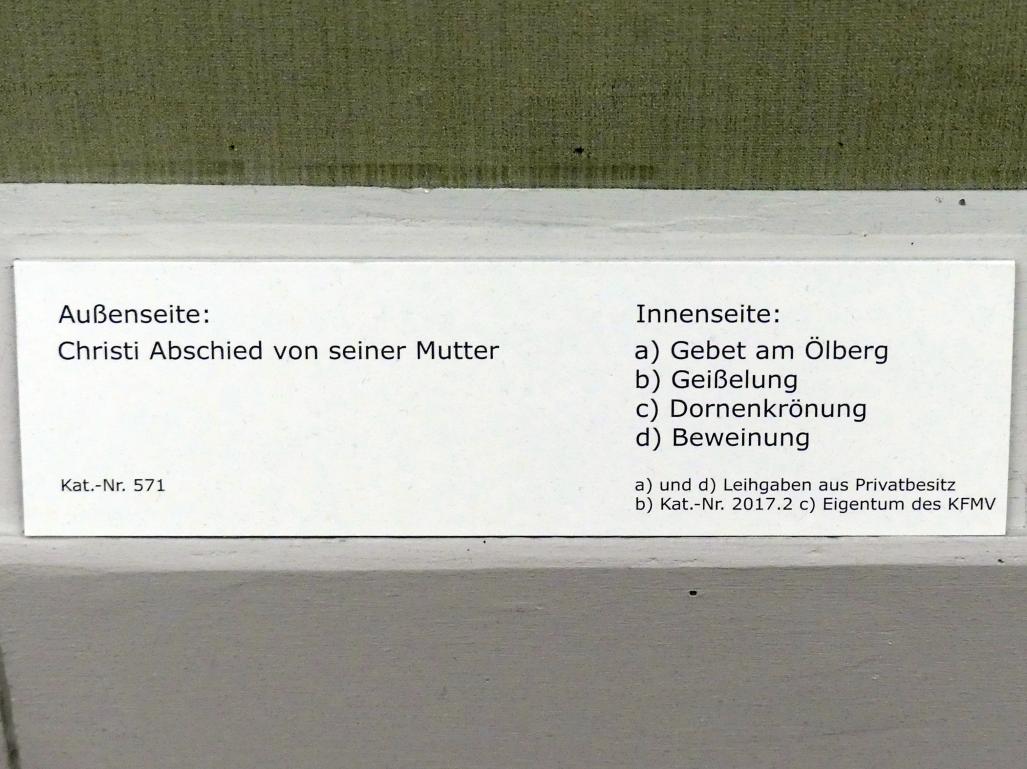 Außenseite:
Christi Abschied von seiner Mutter
Kat.-Nr. 571
Innenseite:
a) Gebet am Ölberg
b) Geißelung
c) Dornenkrönung
d) Beweinung
a) und d) Leihgaben aus Privatbesitz
b) Kat.-Nr. 2017.2 c) Eigentum des KFMV